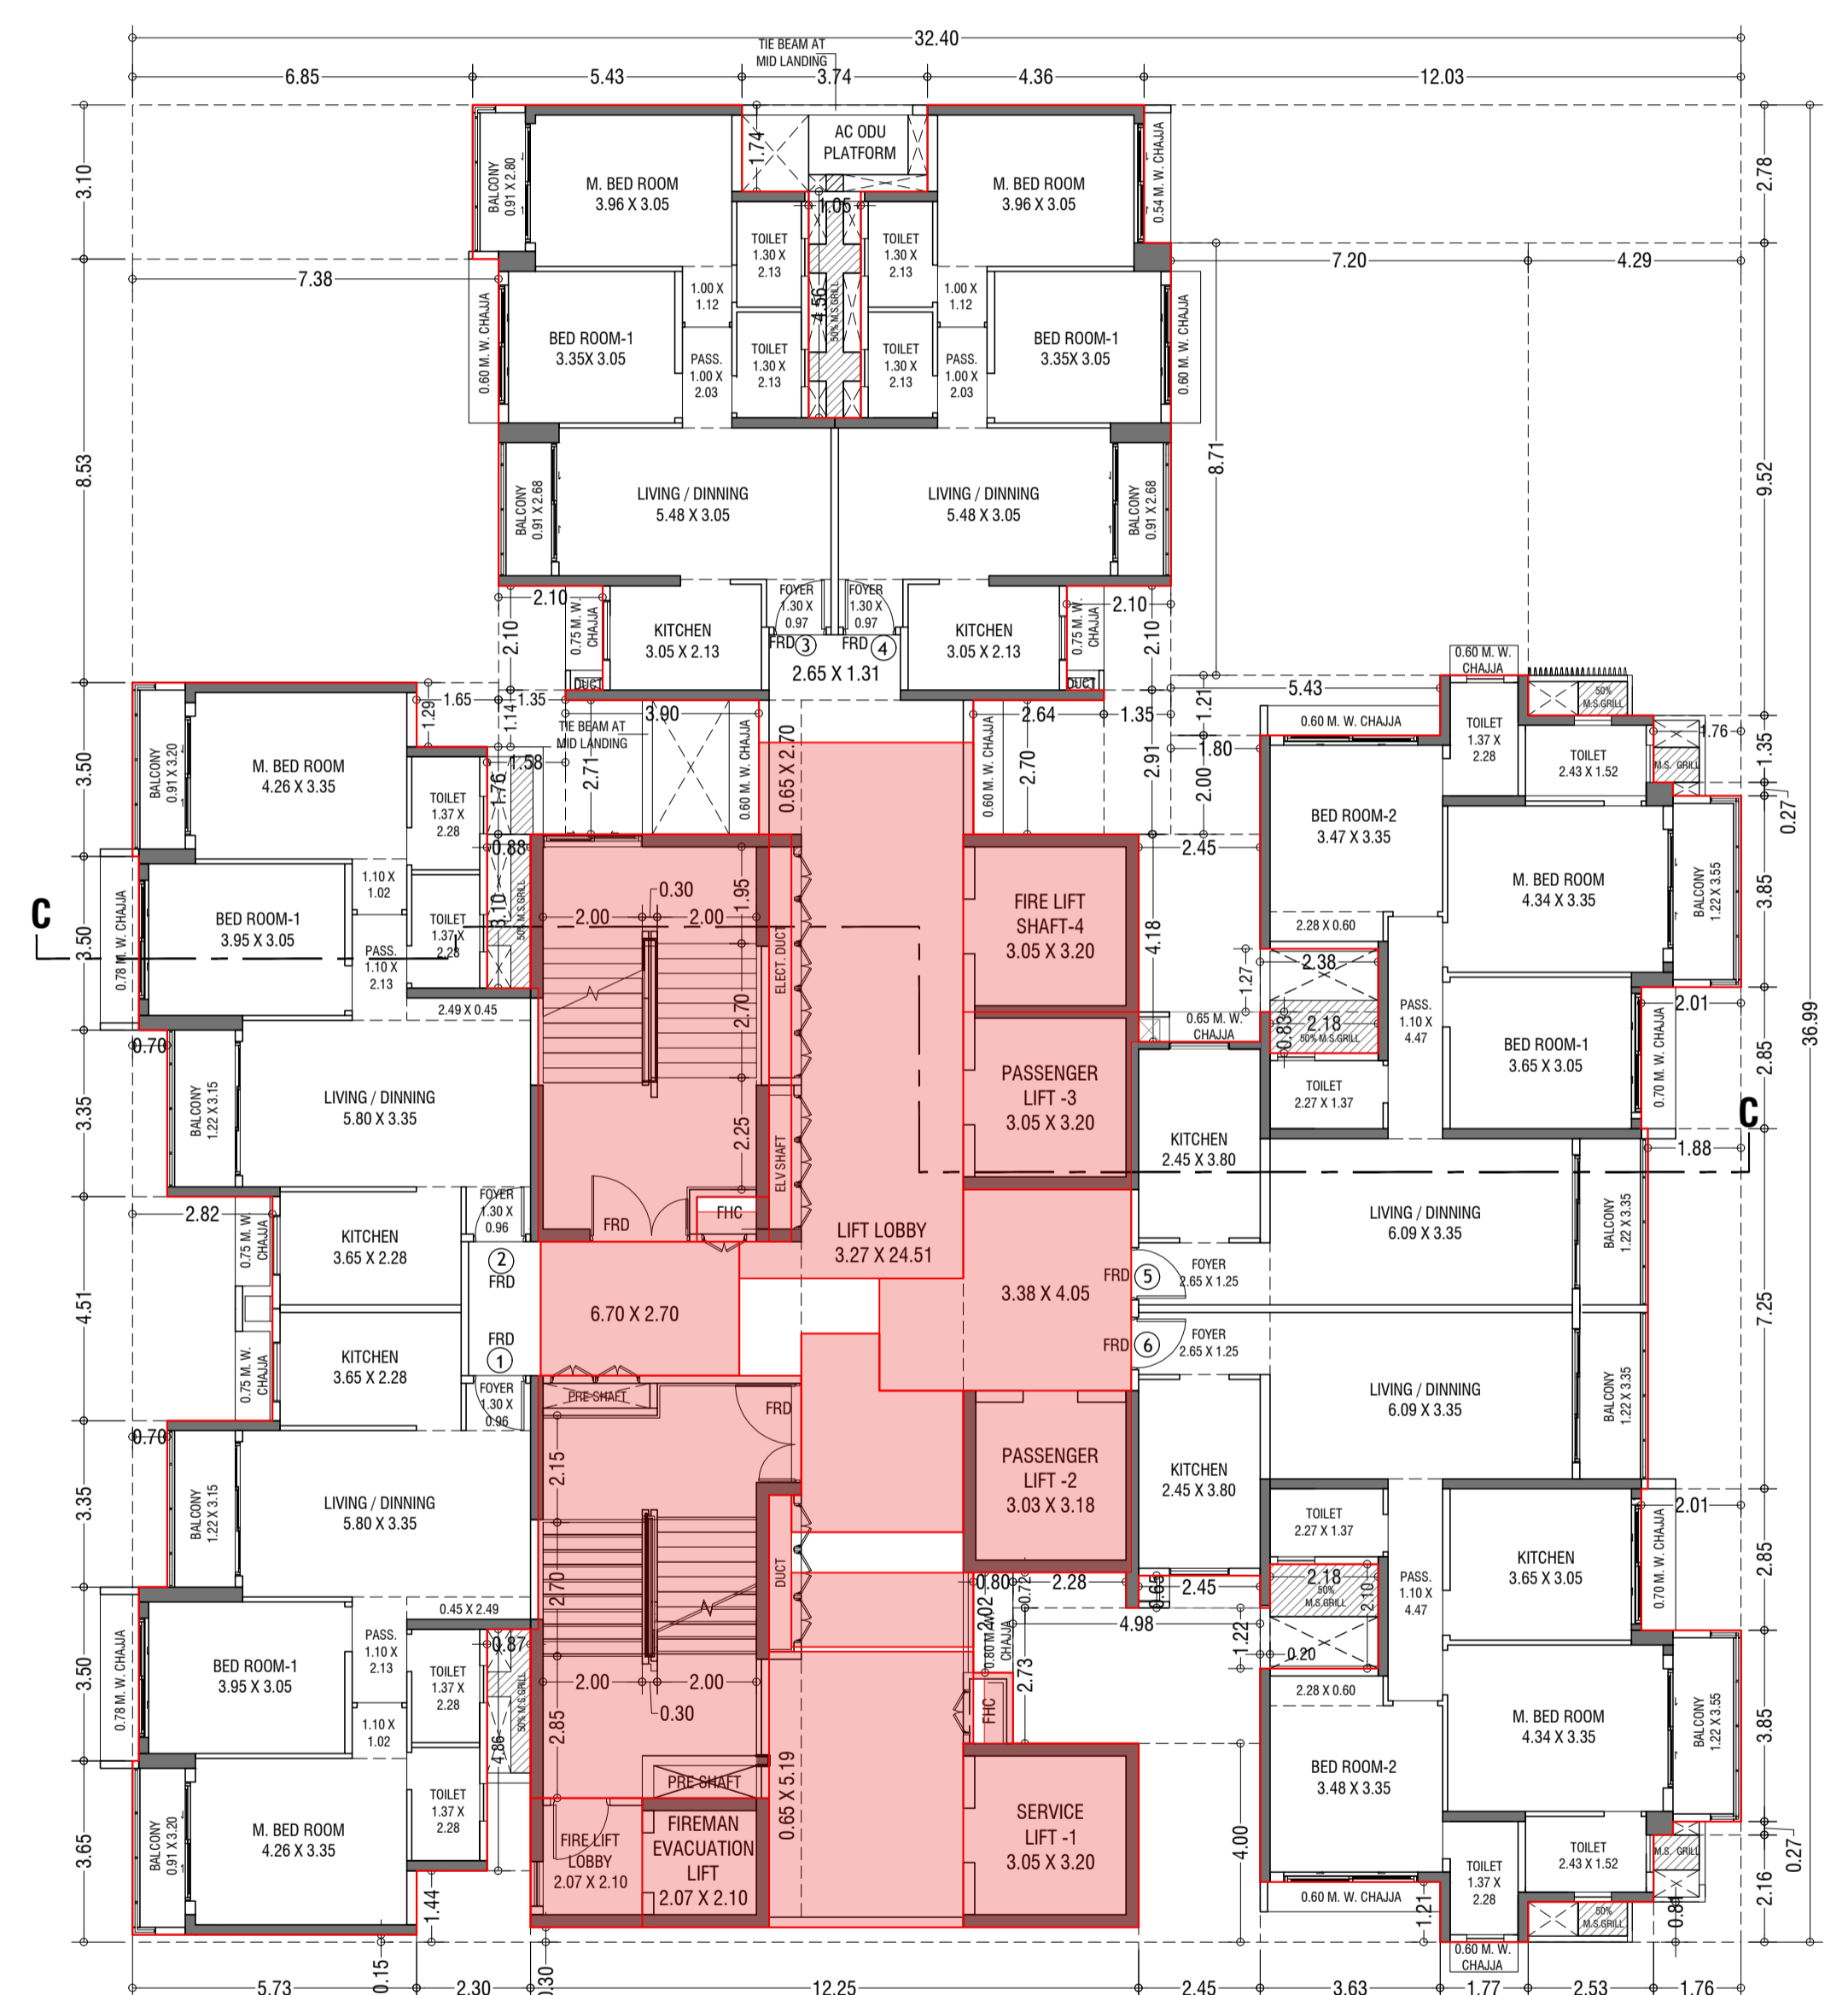 32.40
TIE BEAM AT
MID LANDING
6.85
5.43
3.74
4.36
12.03
3.10
8.53
3.50
3.50
3.35
4.51
3.35
3.50
3.65
2.78
9.52
1.35
0.27
3.85
2.85
7.25
2.85
3.85
0.27
2.16
36.99
BALCONY
0.91 X 2.80
M. BED ROOM
3.96 X 3.05
1.74
AC ODU
PLATFORM
M. BED ROOM
3.96 X 3.05
0.54 M. W. CHAJJA
1.05
TOILET
1.30 X
2.13
TOILET
1.30 X
2.13
7.38
7.20
4.29
0.60 M. W. CHAJJA
BED ROOM-1
3.35X 3.05
1.00 X
1.12
PASS.
1.00 X
2.03
TOILET
1.30 X
2.13
4.56
50% M.S.GRILL
TOILET
1.30 X
2.13
1.00 X
1.12
PASS.
1.00 X
2.03
BED ROOM-1
3.35X 3.05
0.60 M. W. CHAJJA
8.71
BALCONY
0.91 X 2.68
LIVING / DINNING
5.48 X 3.05
LIVING / DINNING
5.48 X 3.05
BALCONY
0.91 X 2.68
2.10
2.10
0.75 M. W.
CHAJJA
DUCT
KITCHEN
3.05 X 2.13
FOYER
1.30 X
0.97
FRD 3
FOYER
1.30 X
0.97
FRD 4
2.65 X 1.31
KITCHEN
3.05 X 2.13
0.75 M. W.
CHAJJA
DUCT
2.10
2.10
1.65
1.29
1.14
1.35
3.90
TIE BEAM AT
MID LANDING
1.58
2.71
0.60 M. W. CHAJJA
0.65 X 2.70
0.60 M. W. CHAJJA
2.64
1.35
2.70
2.91
1.21
2.00
1.80
5.43
0.60 M. W.
CHAJJA
0.60 M. W. CHAJJA
TOILET
1.37 X
2.28
50%
M.S.GRILL
TOILET
2.43 X 1.52
1.76
M.S. GRILL
BALCONY
0.91 X 3.20
M. BED ROOM
4.26 X 3.35
TOILET
1.37 X
2.28
1.76
0.88
3.10
50% M.S.GRILL
C
0.78 M. W. CHAJJA
BED ROOM-1
3.95 X 3.05
1.10 X
1.02
PASS.
1.10 X
2.13
TOILET
1.37 X
2.28
2.49 X 0.45
0.70
BALCONY
1.22 X 3.15
LIVING / DINNING
5.80 X 3.35
2.82
0.75 M. W.
CHAJJA
KITCHEN
3.65 X 2.28
FOYER
1.30 X
0.96
2
FRD
0.30
2.00
2.00
1.95
2.70
2.25
ELECT. DUCT
ELV SHAFT
FRD
FHC
FIRE LIFT
SHAFT-4
3.05 X 3.20
PASSENGER
LIFT -3
3.05 X 3.20
LIFT LOBBY
3.27 X 24.51
3.38 X 4.05
6.70 X 2.70
2.45
4.18
0.65 M. W.
CHAJJA
1.27
BED ROOM-2
3.47 X 3.35
2.28 X 0.60
2.38
2.18
0.83
50% M.S.GRILL
TOILET
2.27 X 1.37
PASS.
1.10 X
4.47
M. BED ROOM
4.34 X 3.35
BALCONY
1.22 X 3.55
BED ROOM-1
3.65 X 3.05
2.01
0.70 M. W. CHAJJA
C
1.88
KITCHEN
2.45 X 3.80
LIVING / DINNING
6.09 X 3.35
BALCONY
1.22 X 3.35
FRD 5
FOYER
2.65 X 1.25
FRD 6
FOYER
2.65 X 1.25
LIVING / DINNING
6.09 X 3.35
BALCONY
1.22 X 3.35
KITCHEN
2.45 X 3.80
0.75 M. W.
CHAJJA
KITCHEN
3.65 X 2.28
FRD
1
FOYER
1.30 X
0.96
0.70
BALCONY
1.22 X 3.15
LIVING / DINNING
5.80 X 3.35
0.45 X 2.49
PRE SHAFT
FRD
2.15
2.70
DUCT
PASSENGER
LIFT -2
3.03 X 3.18
0.80
2.28
0.72
2.02
0.80 M.W.
CHAJJA
0.65
2.45
4.98
2.73
1.22
0.20
TOILET
2.27 X 1.37
2.18
50%
M.S.GRILL
2.10
PASS.
1.10 X
4.47
KITCHEN
3.65 X 3.05
2.01
0.70 M. W. CHAJJA
0.78 M. W. CHAJJA
BED ROOM-1
3.95 X 3.05
PASS.
1.10 X
2.13
1.10 X
1.02
TOILET
1.37 X
2.28
0.87
50% M.S.GRILL
4.86
2.00
2.00
0.30
2.85
PRE SHAFT
0.65 X 5.19
FHC
2.28 X 0.60
BED ROOM-2
3.48 X 3.35
M. BED ROOM
4.34 X 3.35
BALCONY
1.22 X 3.55
BALCONY
0.91 X 3.20
M. BED ROOM
4.26 X 3.35
TOILET
1.37 X
2.28
FIRE LIFT
LOBBY
2.07 X 2.10
FIREMAN
EVACUATION
LIFT
2.07 X 2.10
SERVICE
LIFT -1
3.05 X 3.20
4.00
0.60 M. W. CHAJJA
1.21
TOILET
1.37 X
2.28
TOILET
2.43 X 1.52
M.S. GRILL
50%
M.S.GRILL
0.81
0.60 M. W.
CHAJJA
1.44
0.15
0.30
5.73
2.30
12.25
2.45
3.63
1.77
2.53
1.76